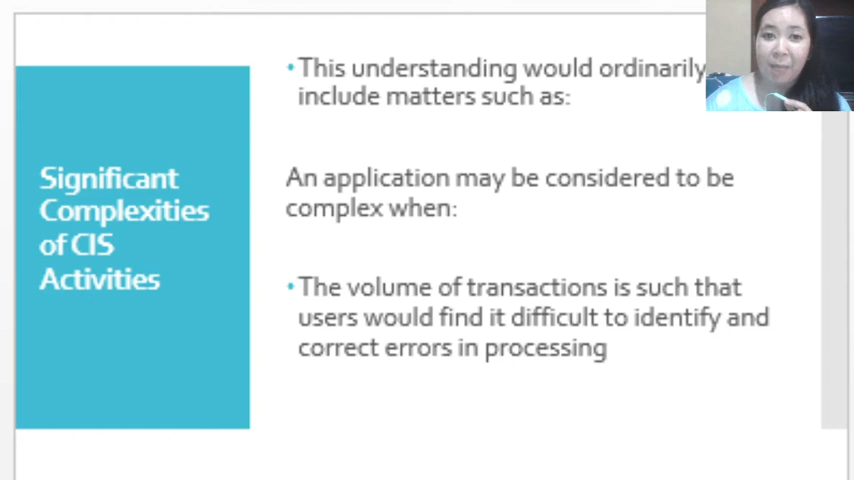 Significant
Complexities
of CIS
Activities
• This understanding would ordinarily
include matters such as:
An application may be considered to be
complex when:
• The volume of transactions is such that
users would find it difficult to identify and
correct errors in processing